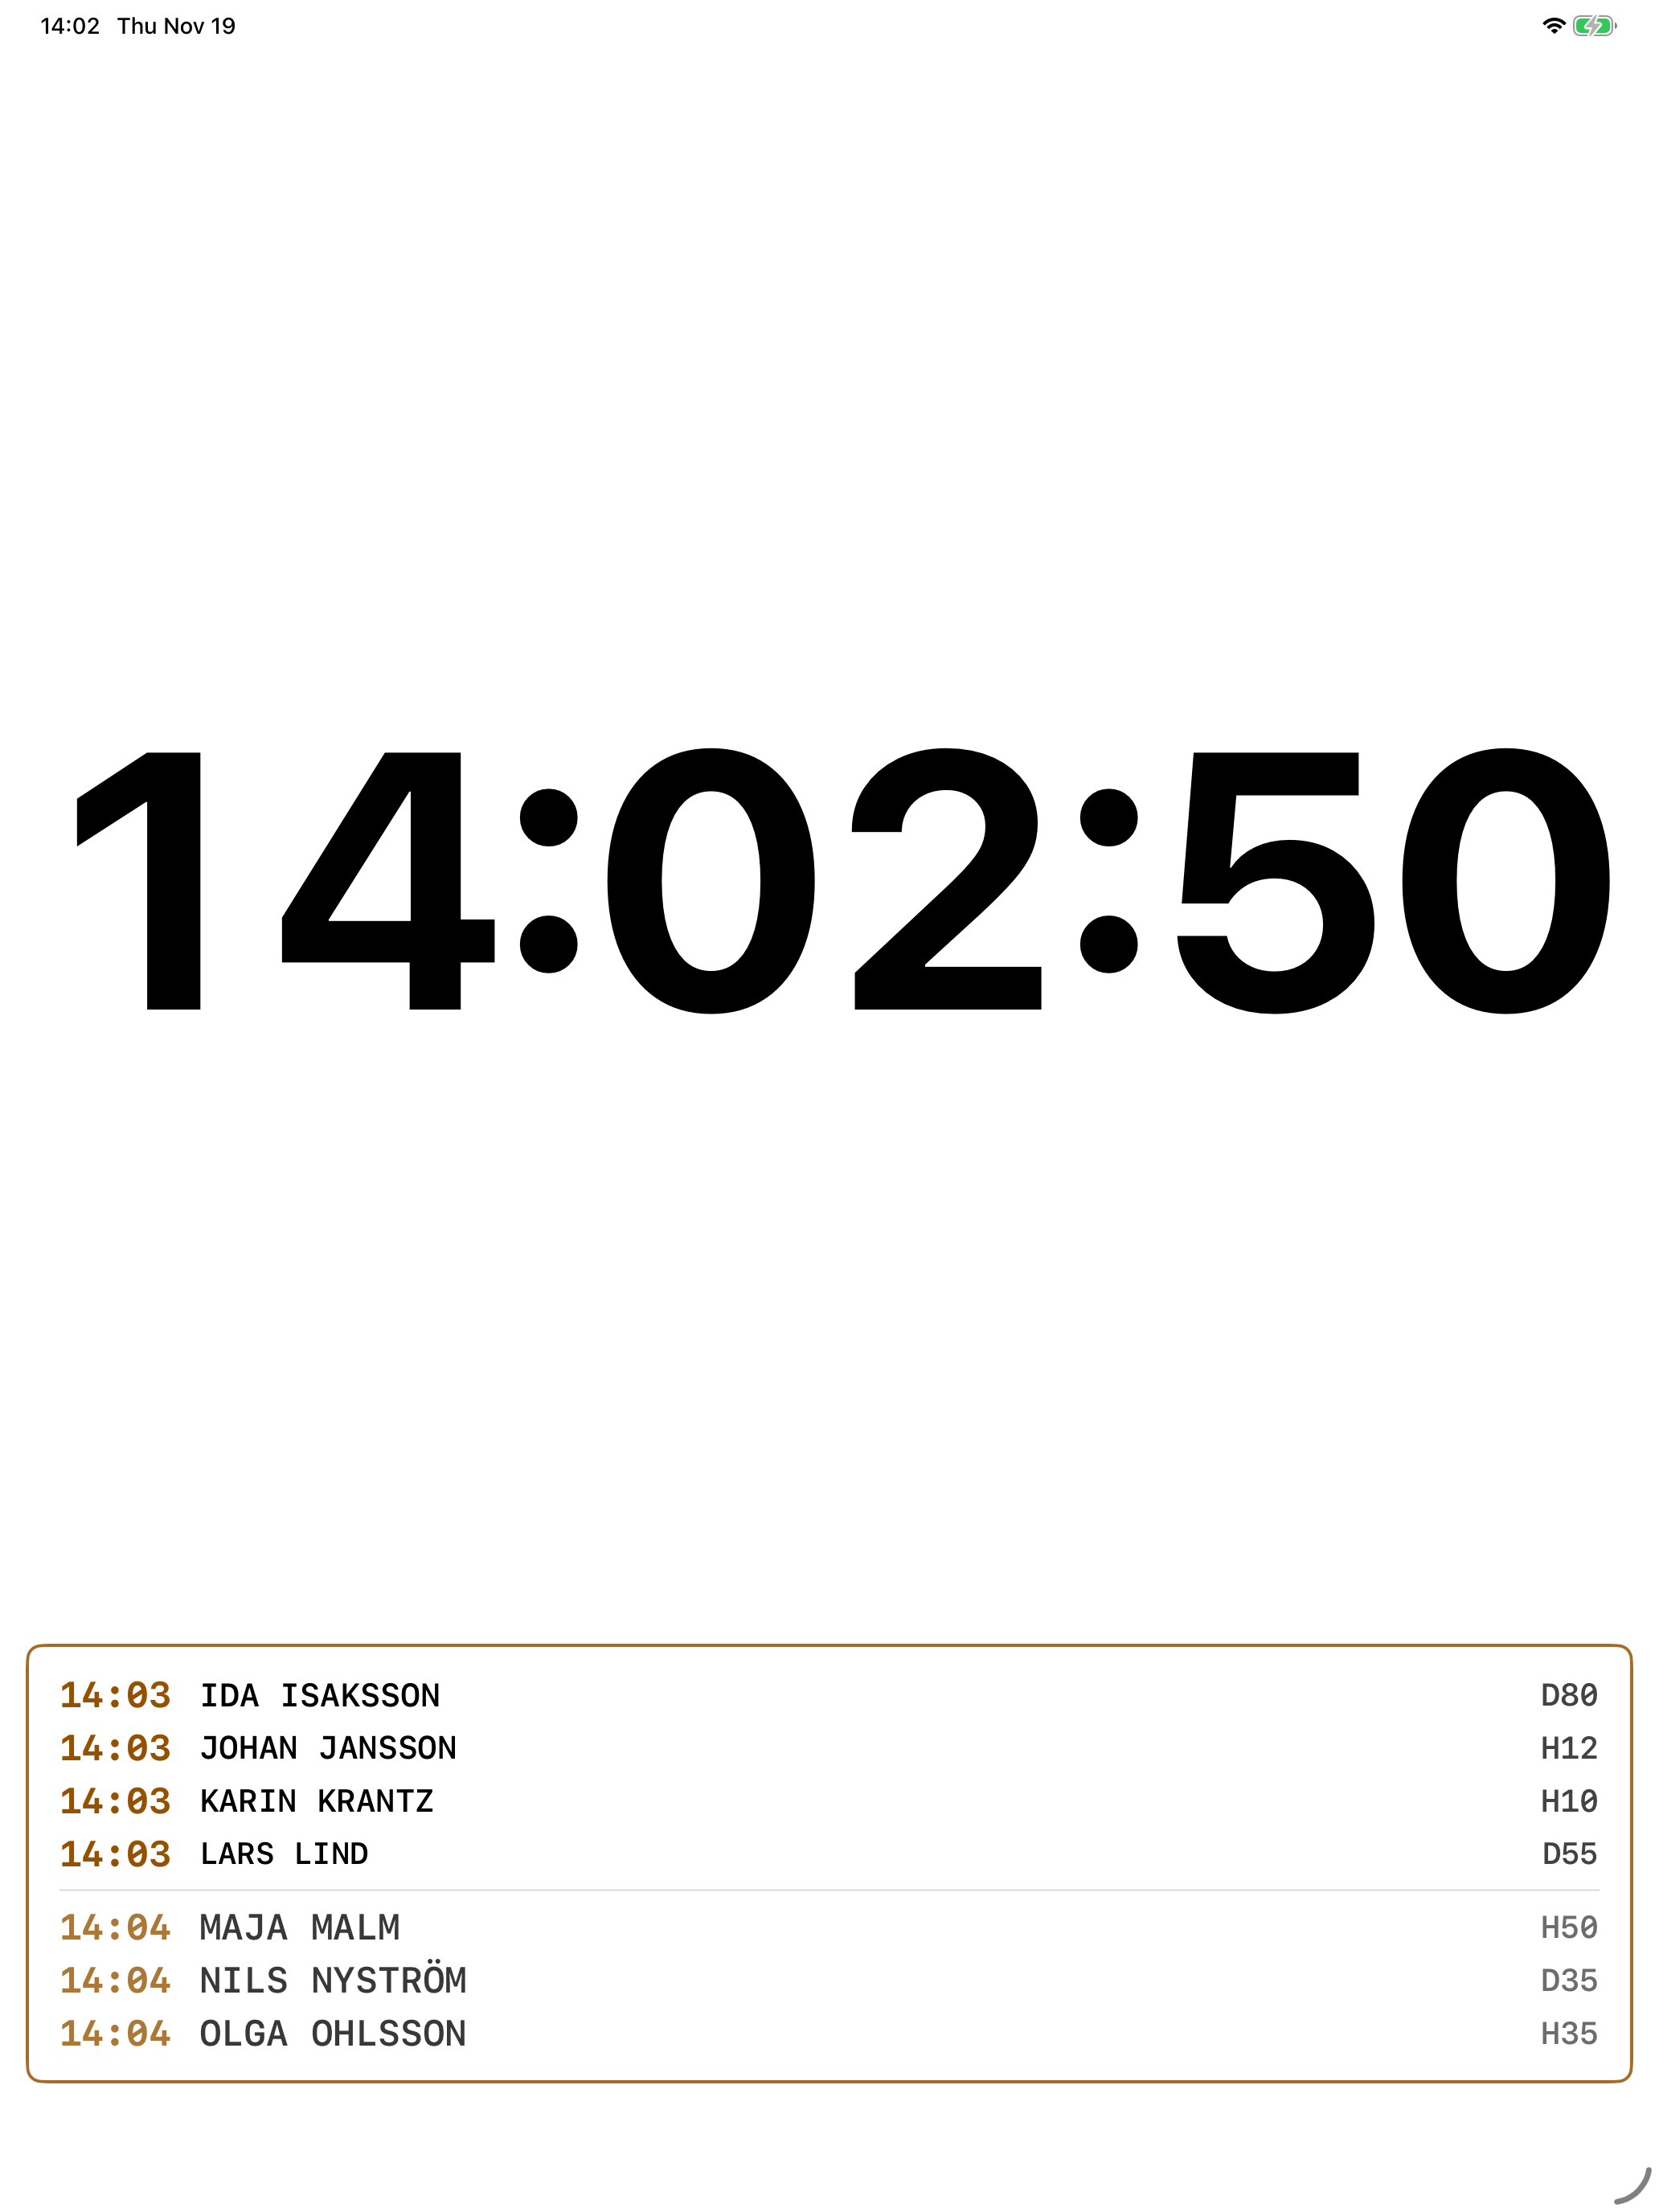 14:02 Thu Nov 19
14:02:50
14:03 IDA ISAKSSON D80
14:03 JOHAN JANSSON H12
14:03 KARIN KRANTZ H10
14:03 LARS LIND D55
14:04 MAJA MALM H50
14:04 NILS NYSTRÖM D35
14:04 OLGA OHLSSON H35